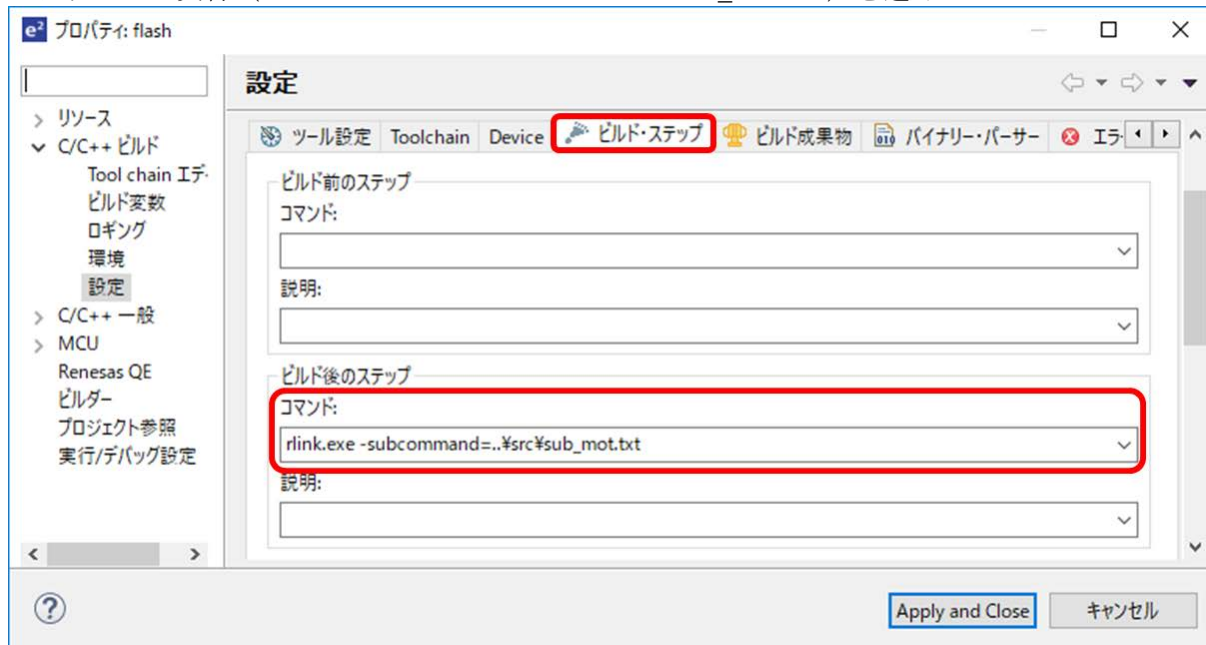 プロパティ: flash
設定
リソース
C/C++ ビルド
Tool chain エデ
ビルド変数
ロギング
環境
設定
C/C++ 一般
MCU
Renesas QE
ビルダー
プロジェクト参照
実行/デバッグ設定
ツール設定 Toolchain Device ビルド・ステップ ビルド成果物 バイナリー・パーサー エラ
ビルド前のステップ
コマンド:
説明:
ビルド後のステップ
コマンド:
rlink.exe -subcommand=..¥src¥sub_mot.txt
説明:
Apply and Close キャンセル